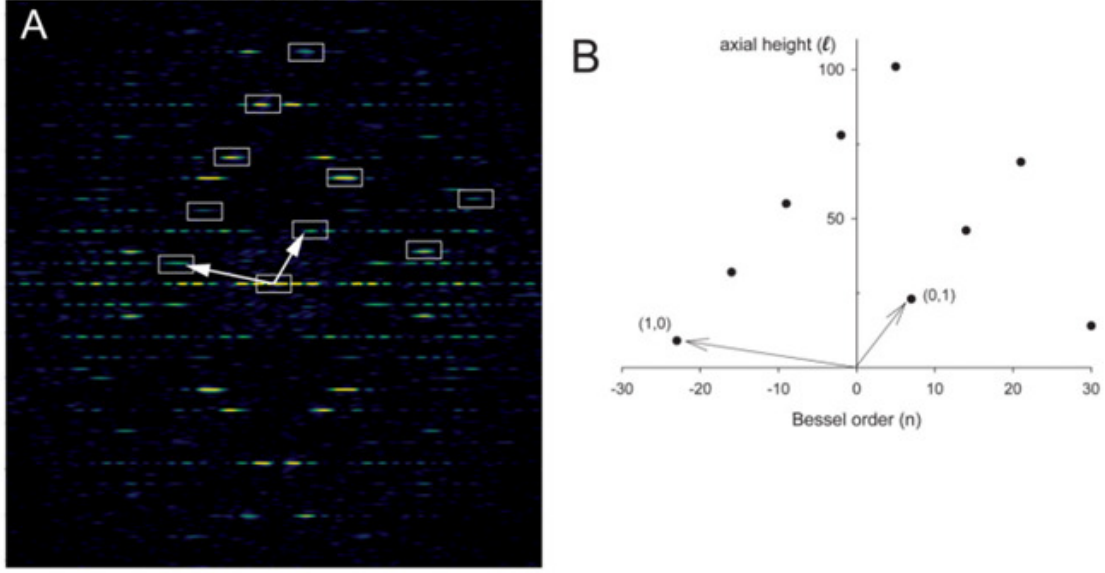 A
B
axial height (ℓ)
100
50
(0,1)
(1,0)
-30 -20 -10 0 10 20 30
Bessel order (n)